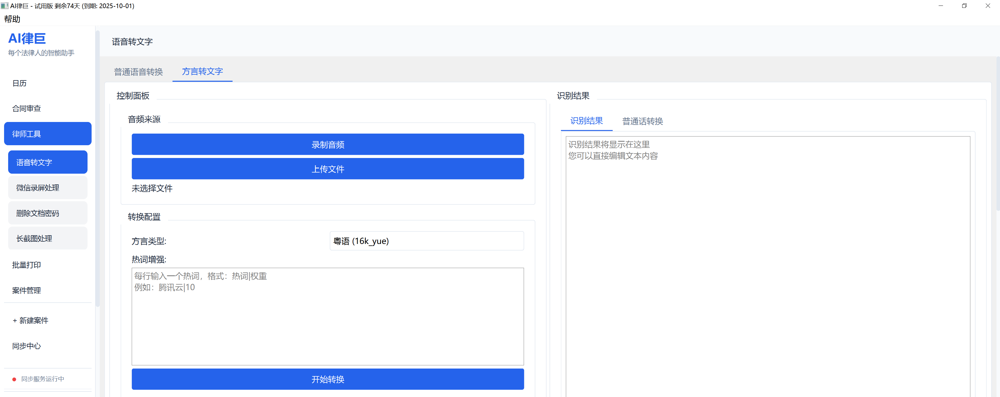 AI律巨 - 试用版 剩余74天 (到期: 2025-10-01)
帮助
AI律巨
每个法律人的智能助手
日历
合同审查
律师工具
语音转文字
微信录屏处理
删除文档密码
长截图处理
批量打印
案件管理
+ 新建案件
同步中心
同步服务运行中
语音转文字
普通语音转换
方言转文字
控制面板
音频来源
录制音频
上传文件
未选择文件
转换配置
方言类型:
粤语 (16k_yue)
热词增强:
每行输入一个热词，格式：热词|权重
例如：腾讯云|10
开始转换
识别结果
识别结果
普通话转换
识别结果将显示在这里
您可以直接编辑文本内容